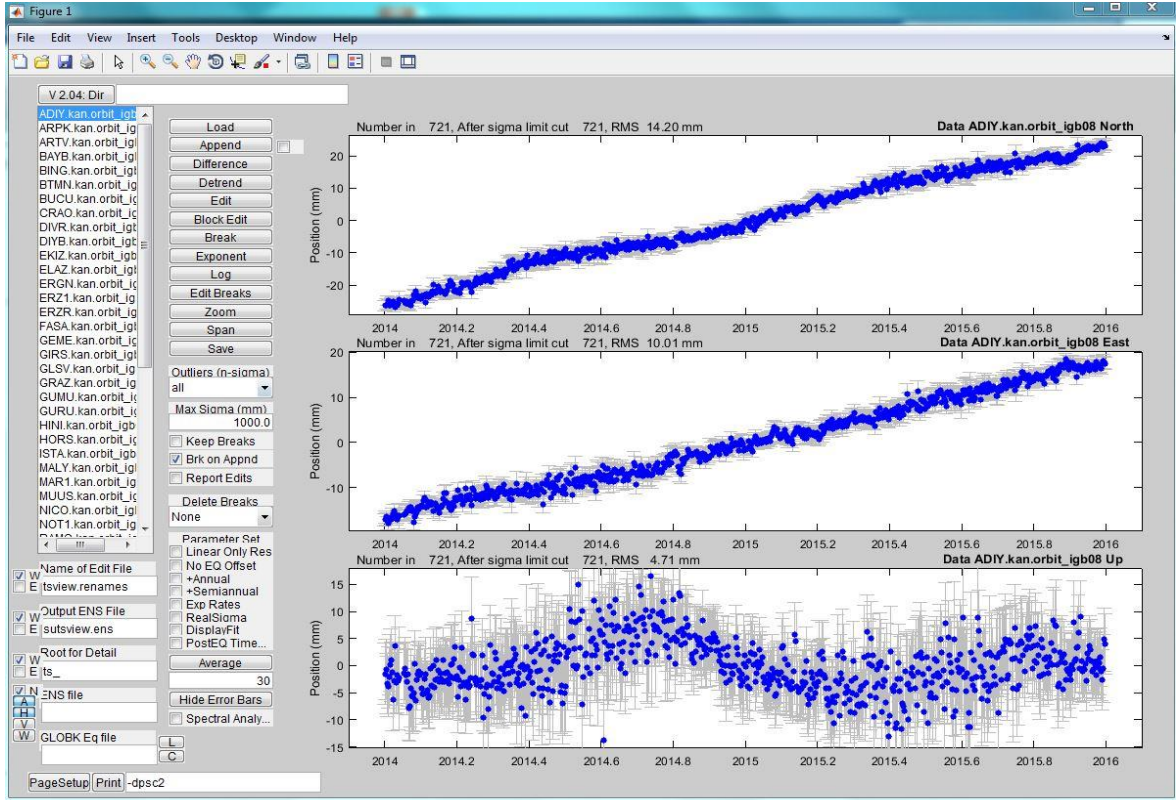 Figure 1
File Edit View Insert Tools Desktop Window Help
V 2.04: Dir
ADIY.kan.orbit_igb
ARPK.kan.orbit_ig
ARTV.kan.orbit_igl
BAYB.kan.orbit_igl
BING.kan.orbit_ig
BTMN.kan.orbit_ig
BUCU.kan.orbit_ig
CRAO.kan.orbit_ig
DIVR.kan.orbit_ig
DIYB.kan.orbit_igt
EKIZ.kan.orbit_igt
ELAZ.kan.orbit_igt
ERGN.kan.orbit_ig
ERZ1.kan.orbit_ig
ERZR.kan.orbit_ig
FASA.kan.orbit_igl
GEME.kan.orbit_ig
GIRS.kan.orbit_igl
GLSV.kan.orbit_ig
GRAZ.kan.orbit_ig
GUMU.kan.orbit_ig
GURU.kan.orbit_ig
HINI.kan.orbit_igb
HORS.kan.orbit_ig
ISTA.kan.orbit_igl
MALY.kan.orbit_igl
MAR1.kan.orbit_ig
MUUS.kan.orbit_ig
NICO.kan.orbit_igl
NOT1.kan.orbit_ig
Load
Append
Difference
Detrend
Edit
Block Edit
Break
Exponent
Log
Edit Breaks
Zoom
Span
Save
Outliers (n-sigma)
all
Max Sigma (mm)
1000.0
Keep Breaks
Brk on Appnd
Report Edits
Delete Breaks
None
Parameter Set
Linear Only Res
No EQ Offset
+Annual
+Semiannual
Exp Rates
RealSigma
DisplayFit
PostEQ Time...
Average
30
Hide Error Bars
Spectral Analy...
L
C
Name of Edit File
W
E tsview.renames
Output ENS File
W
E sutsview.ens
Root for Detail
W
E ts_
N ENS file
A
H
V
W GLOBK Eq file
PageSetup Print -dpsc2
Number in 721, After sigma limit cut 721, RMS 14.20 mm Data ADIY.kan.orbit_igb08 North
Position (mm)
20
10
0
-10
-20
2014 2014.2 2014.4 2014.6 2014.8 2015 2015.2 2015.4 2015.6 2015.8 2016
Number in 721, After sigma limit cut 721, RMS 10.01 mm Data ADIY.kan.orbit_igb08 East
Position (mm)
20
10
0
-10
2014 2014.2 2014.4 2014.6 2014.8 2015 2015.2 2015.4 2015.6 2015.8 2016
Number in 721, After sigma limit cut 721, RMS 4.71 mm Data ADIY.kan.orbit_igb08 Up
Position (mm)
15
10
5
0
-5
-10
-15
2014 2014.2 2014.4 2014.6 2014.8 2015 2015.2 2015.4 2015.6 2015.8 2016